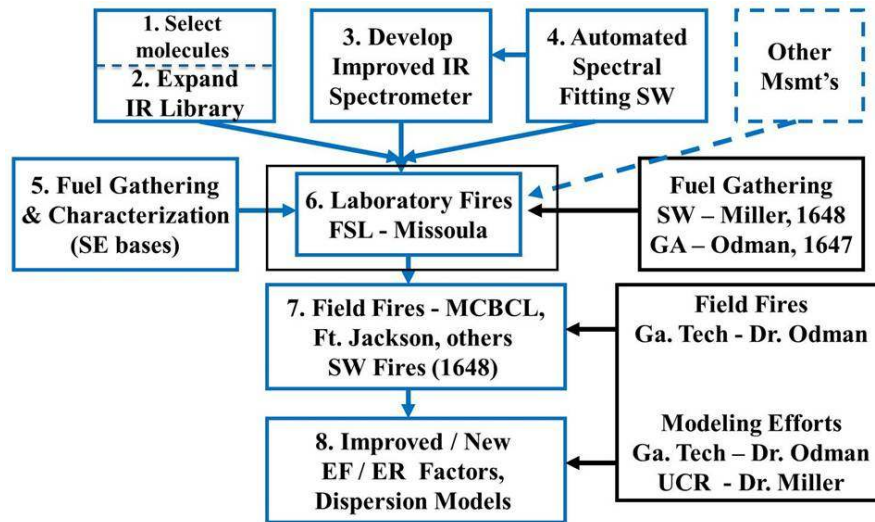 1. Select
molecules
2. Expand
IR Library
3. Develop
Improved IR
Spectrometer
4. Automated
Spectral
Fitting SW
Other
Msmt's
5. Fuel Gathering
& Characterization
(SE bases)
6. Laboratory Fires
FSL - Missoula
Fuel Gathering
SW – Miller, 1648
GA – Odman, 1647
7. Field Fires - MCBCL,
Ft. Jackson, others
SW Fires (1648)
Field Fires
Ga. Tech - Dr. Odman
8. Improved / New
EF / ER Factors,
Dispersion Models
Modeling Efforts
Ga. Tech – Dr. Odman
UCR - Dr. Miller